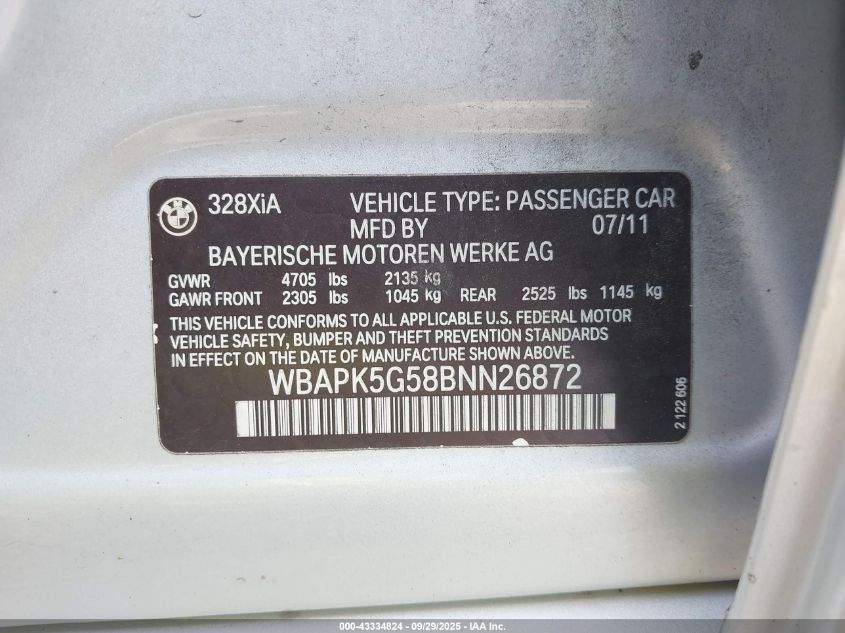 BMW
328XiA VEHICLE TYPE: PASSENGER CAR
MFD BY 07/11
BAYERISCHE MOTOREN WERKE AG
GVWR 4705 lbs 2135 kg
GAWR FRONT 2305 lbs 1045 kg REAR 2525 lbs 1145 kg
THIS VEHICLE CONFORMS TO ALL APPLICABLE U.S. FEDERAL MOTOR
VEHICLE SAFETY, BUMPER AND THEFT PREVENTION STANDARDS
IN EFFECT ON THE DATE OF MANUFACTURE SHOWN ABOVE.
WBAPK5G58BNN26872
2 122 606
000-43334824 - 09/29/2025 - IAA Inc.